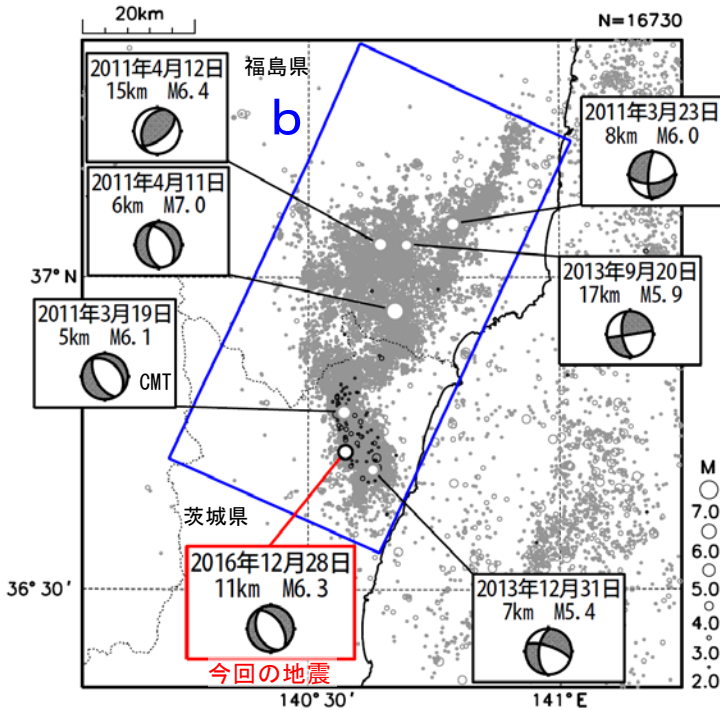 20km
N=16730
2011年4月12日
15km M6.4
福島県
b
2011年3月23日
8km M6.0
2011年4月11日
6km M7.0
37°N
2013年9月20日
17km M5.9
2011年3月19日
5km M6.1
CMT
茨城県
2016年12月28日
11km M6.3
今回の地震
2013年12月31日
7km M5.4
36°30′
M
7.0
6.0
5.0
4.0
3.0
2.0
140°30′
141°E